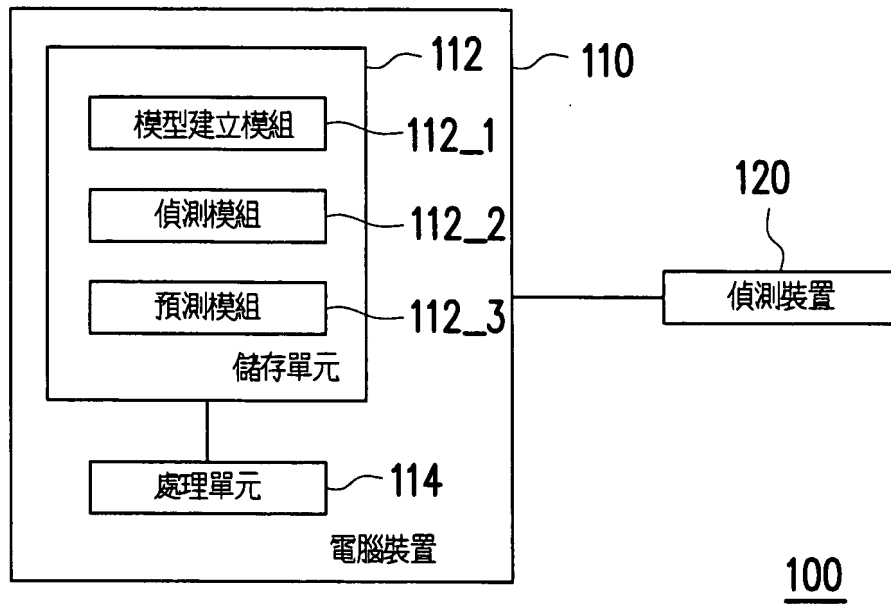 112
110
模型建立模組
112_1
偵測模組
112_2
預測模組
112_3
儲存單元
處理單元
114
電腦裝置
120
偵測裝置
100